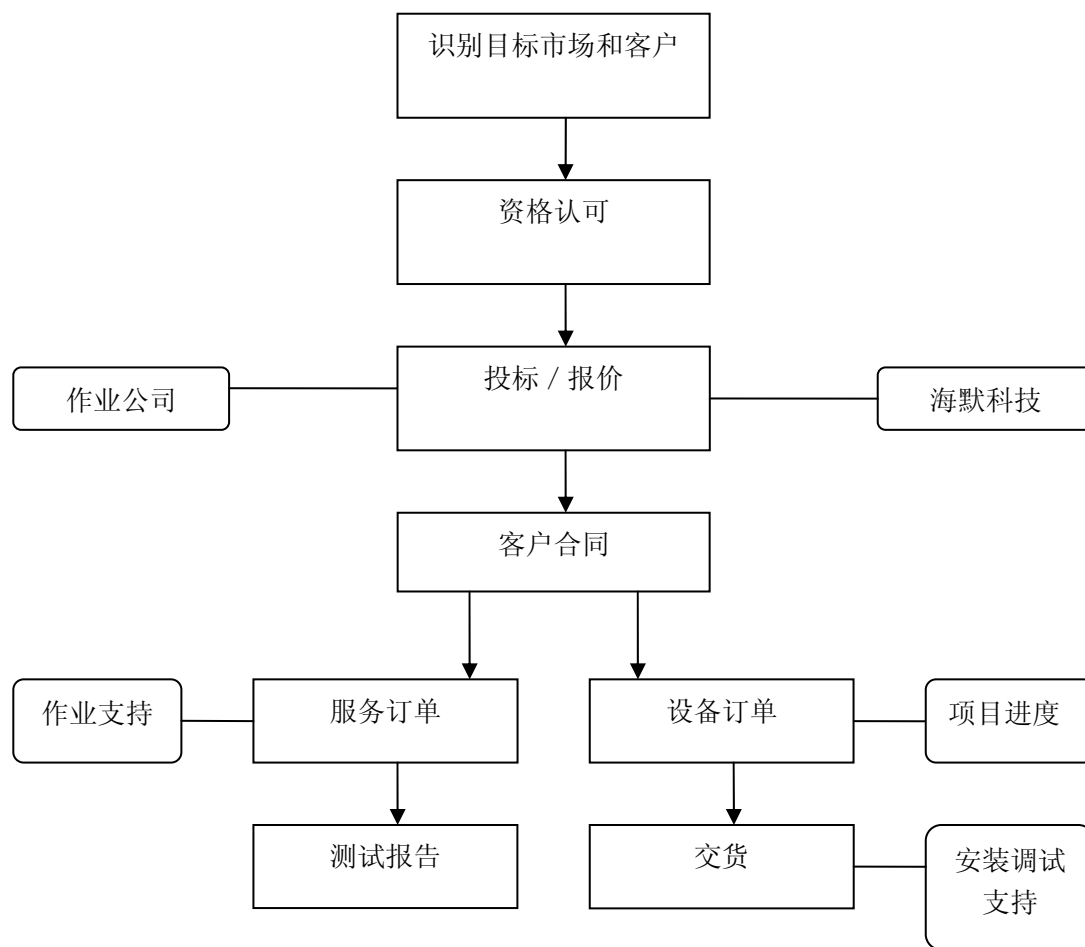 识别目标市场和客户
资格认可
作业公司
投标／报价
海默科技
客户合同
作业支持
服务订单
设备订单
项目进度
测试报告
交货
安装调试
支持